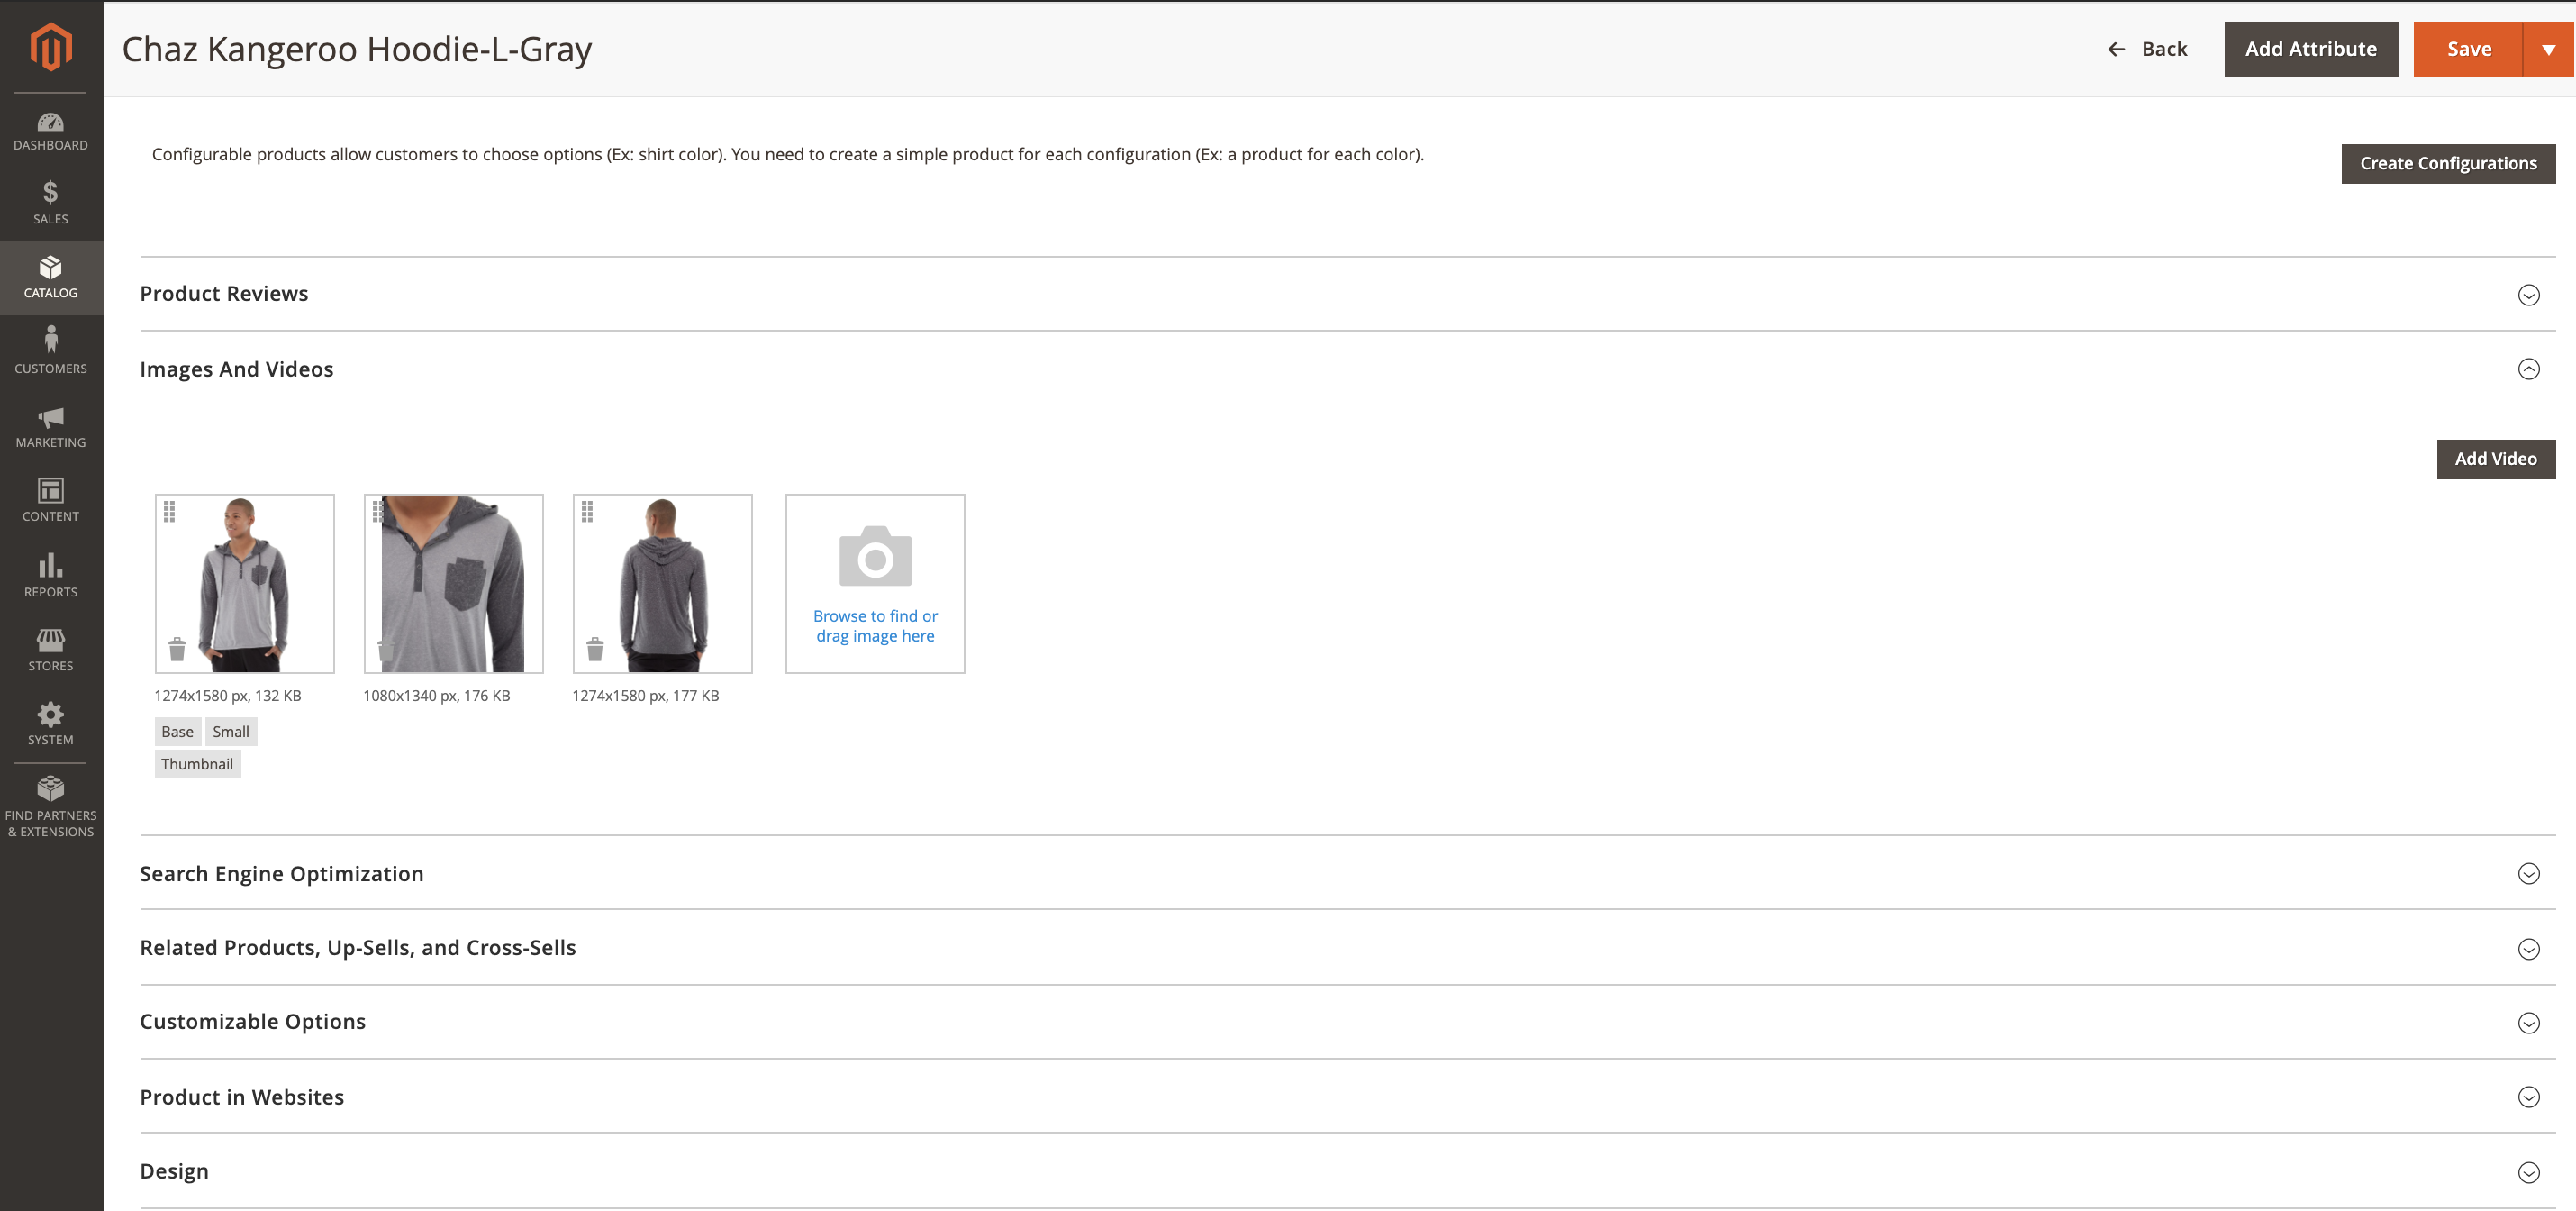 Chaz Kangeroo Hoodie-L-Gray
Back
Add Attribute
Save
DASHBOARD
SALES
CATALOG
CUSTOMERS
MARKETING
CONTENT
REPORTS
STORES
SYSTEM
FIND PARTNERS
& EXTENSIONS
Configurable products allow customers to choose options (Ex: shirt color). You need to create a simple product for each configuration (Ex: a product for each color).
Create Configurations
Product Reviews
Images And Videos
Add Video
Browse to find or
drag image here
1274x1580 px, 132 KB
1080x1340 px, 176 KB
1274x1580 px, 177 KB
Base
Small
Thumbnail
Search Engine Optimization
Related Products, Up-Sells, and Cross-Sells
Customizable Options
Product in Websites
Design